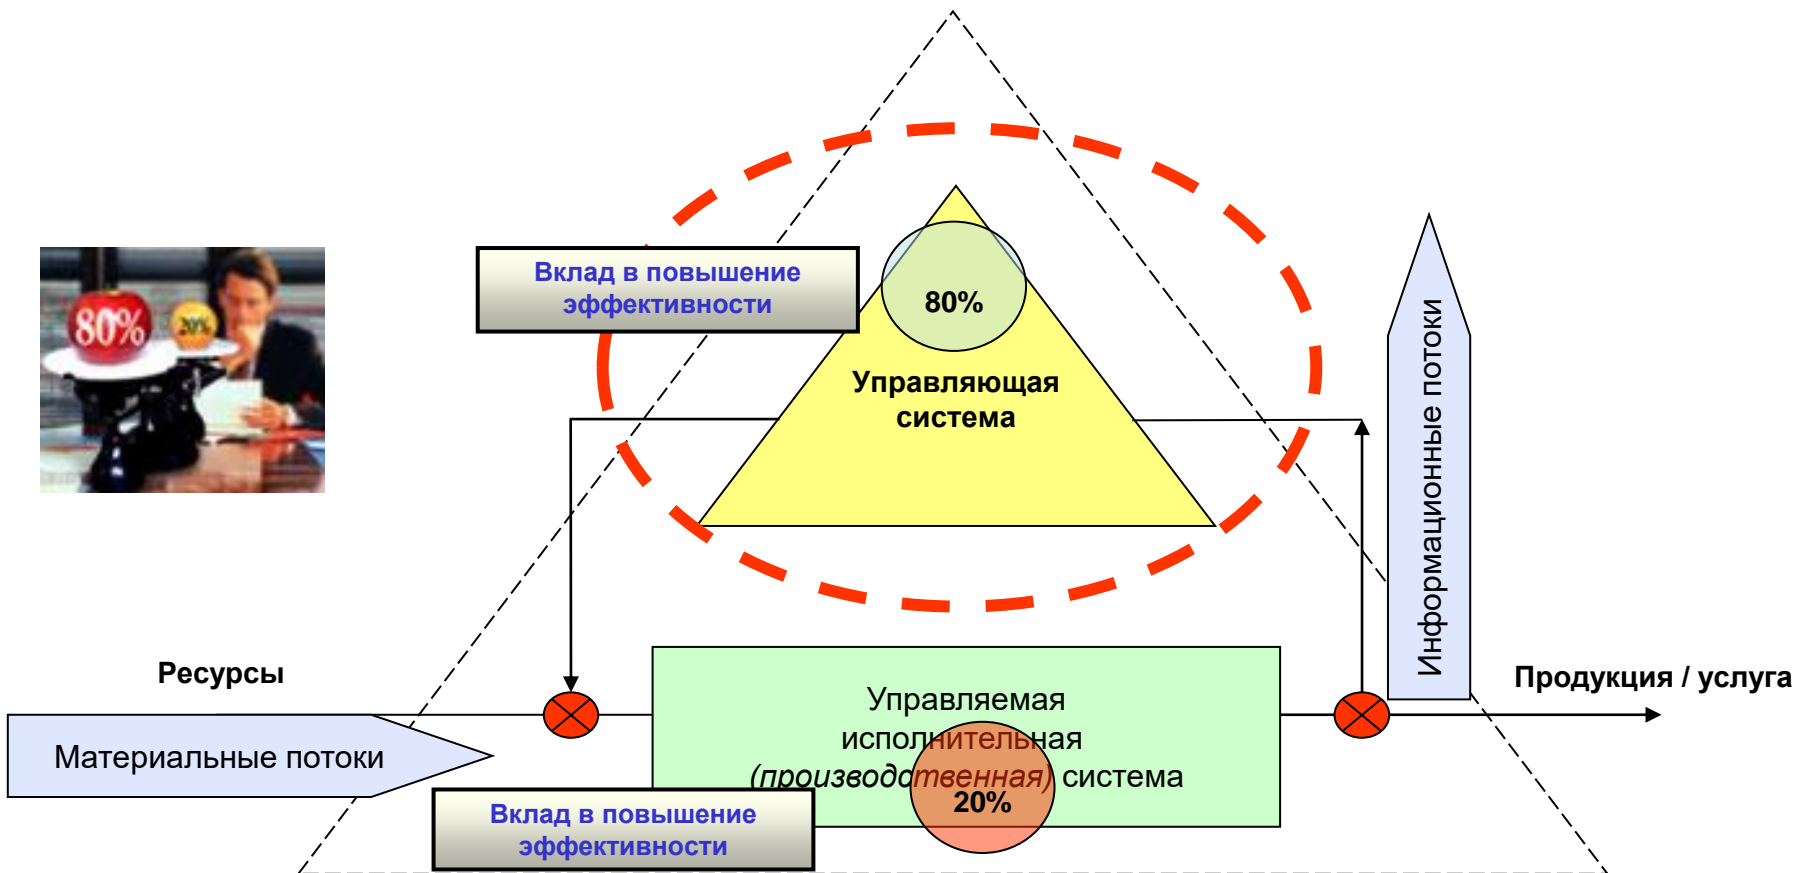 Вклад в повышение
эффективности
80%
80%
20%
Управляющая
система
Информационные потоки
Ресурсы
Продукция / услуга
Управляемая
исполнительная
(производственная) система
Материальные потоки
20%
Вклад в повышение
эффективности